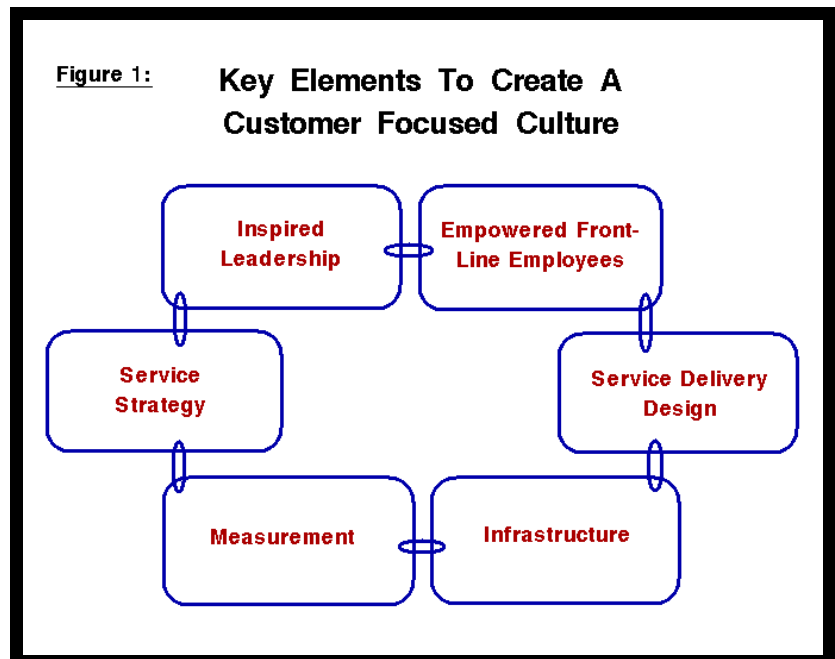 Figure 1:
Key Elements To Create A
Customer Focused Culture
Inspired
Leadership
Empowered Front-
Line Employees
Service
Strategy
Service Delivery
Design
Measurement
Infrastructure